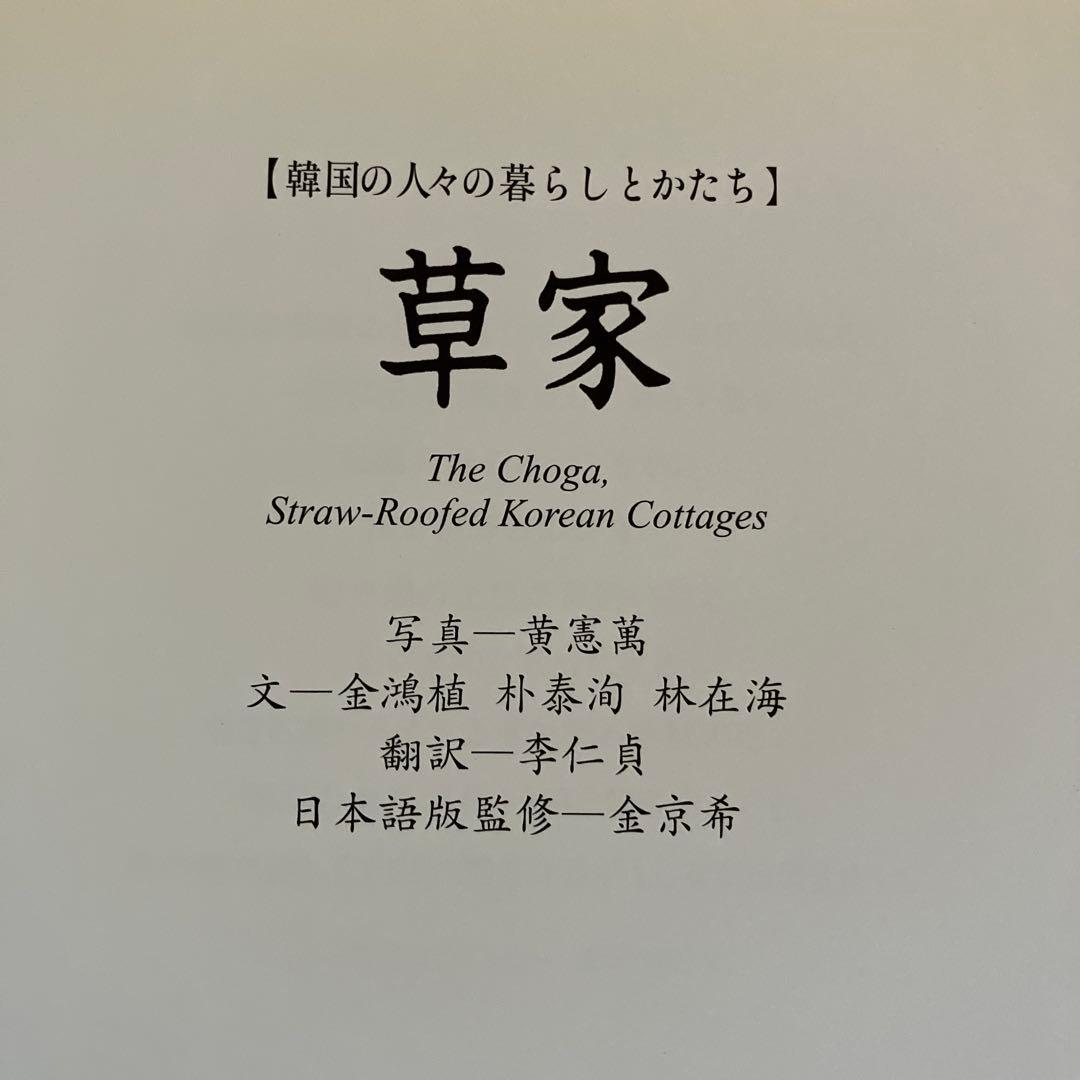 【韓国の人々の暮らしとかたち】
草家
The Choga,
Straw-Roofed Korean Cottages
写真―黄憲萬
文―金鴻植 朴泰洵 林在海
翻訳―李仁貞
日本語版監修―金京希